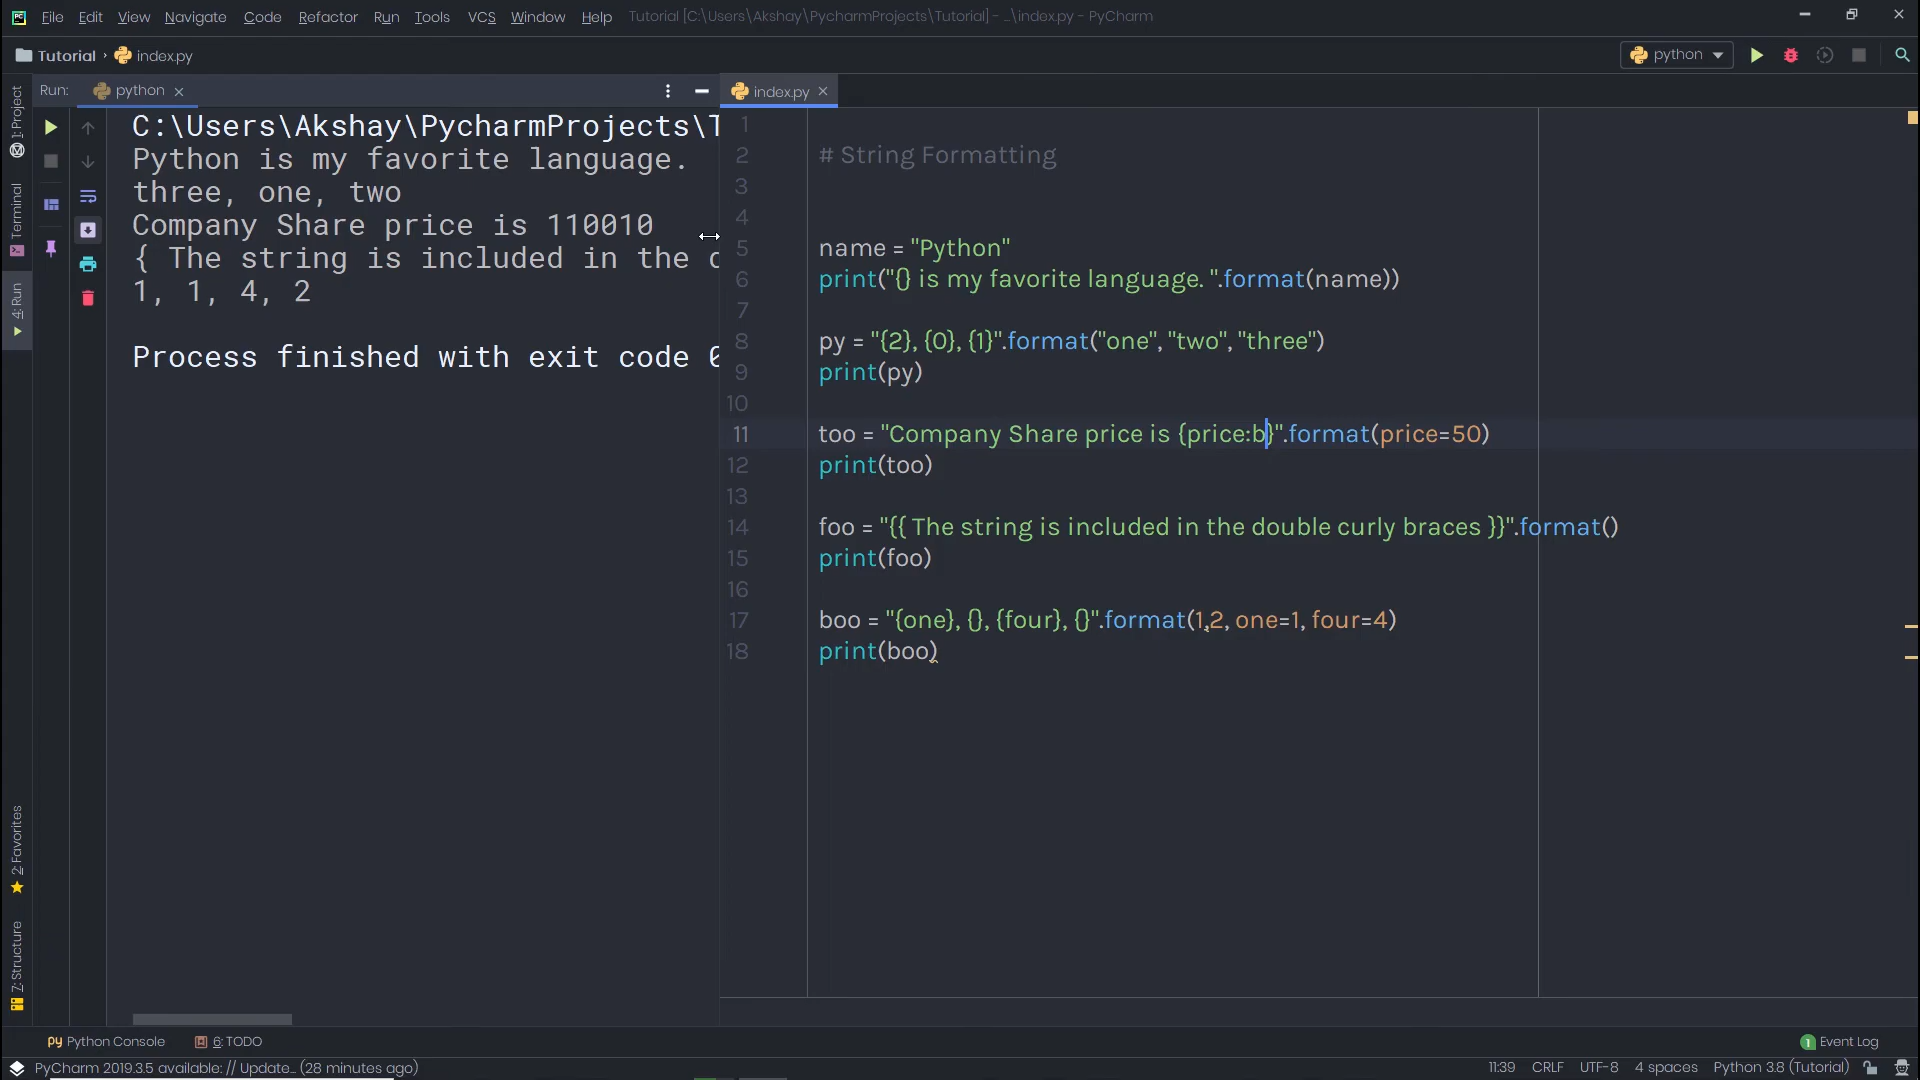 File Edit View Navigate Code Refactor Run Tools VCS Window Help Tutorial [C:\Users\Akshay\PycharmProjects\Tutorial] - ...\index.py - PyCharm
Tutorial index.py python
Run: python
index.py
1: Project
Terminal
4: Run
2: Favorites
7: Structure
C:\Users\Akshay\PycharmProjects\T
Python is my favorite language.
three, one, two
Company Share price is 110010
{ The string is included in the
1, 1, 4, 2
Process finished with exit code 0
1
2 # String Formatting
3
4
5 name = "Python"
6 print("{} is my favorite language. ".format(name))
7
8 py = "{2}, {0}, {1}".format("one", "two", "three")
9 print(py)
10
11 too = "Company Share price is {price:b}".format(price=50)
12 print(too)
13
14 foo = "{{ The string is included in the double curly braces }}".format()
15 print(foo)
16
17 boo = "{one}, {}, {four}, {}".format(1,2, one=1, four=4)
18 print(boo)
Python Console 6: TODO 1 Event Log
PyCharm 2019.3.5 available: // Update... (28 minutes ago) 11:39 CRLF UTF-8 4 spaces Python 3.8 (Tutorial)